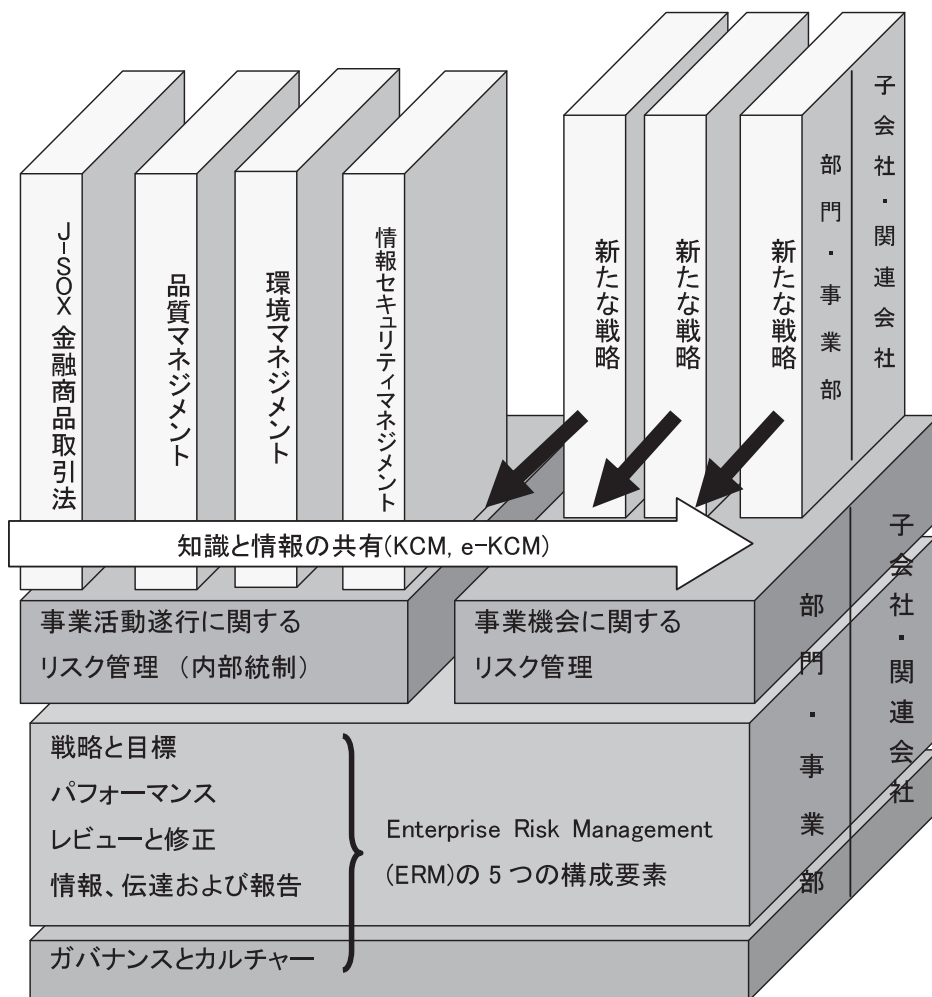 J-SOX 金融商品取引法
品質マネジメント
環境マネジメント
情報セキュリティマネジメント
新たな戦略
新たな戦略
新たな戦略
部門・事業部
子会社・関連会社
知識と情報の共有(KCM, e-KCM)
事業活動遂行に関する
リスク管理 （内部統制）
事業機会に関する
リスク管理
部門・事業部
子会社・関連会社
戦略と目標
パフォーマンス
レビューと修正
情報、伝達および報告
ガバナンスとカルチャー
Enterprise Risk Management
(ERM)の 5 つの構成要素